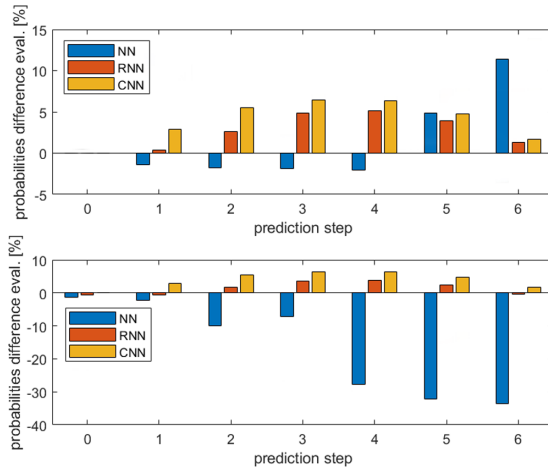 probabilities difference eval. [%]
15
10
5
0
-5
NN
RNN
CNN
0 1 2 3 4 5 6
prediction step
probabilities difference eval. [%]
10
0
-10
-20
-30
-40
NN
RNN
CNN
0 1 2 3 4 5 6
prediction step